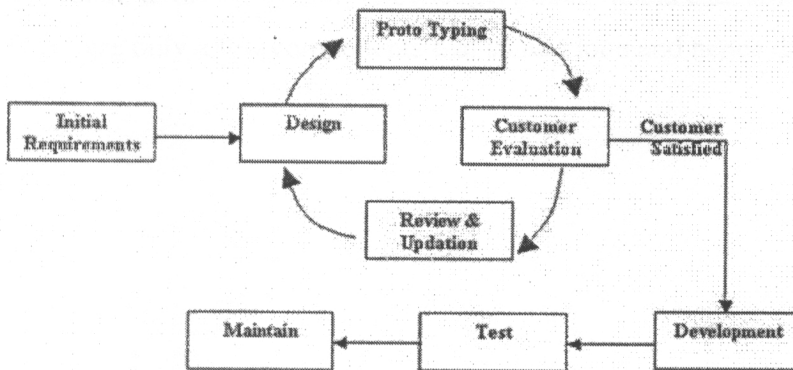 Proto Typing
Initial
Requirements
Design
Customer
Evaluation
Customer
Satisfied
Review &
Updation
Maintain
Test
Development